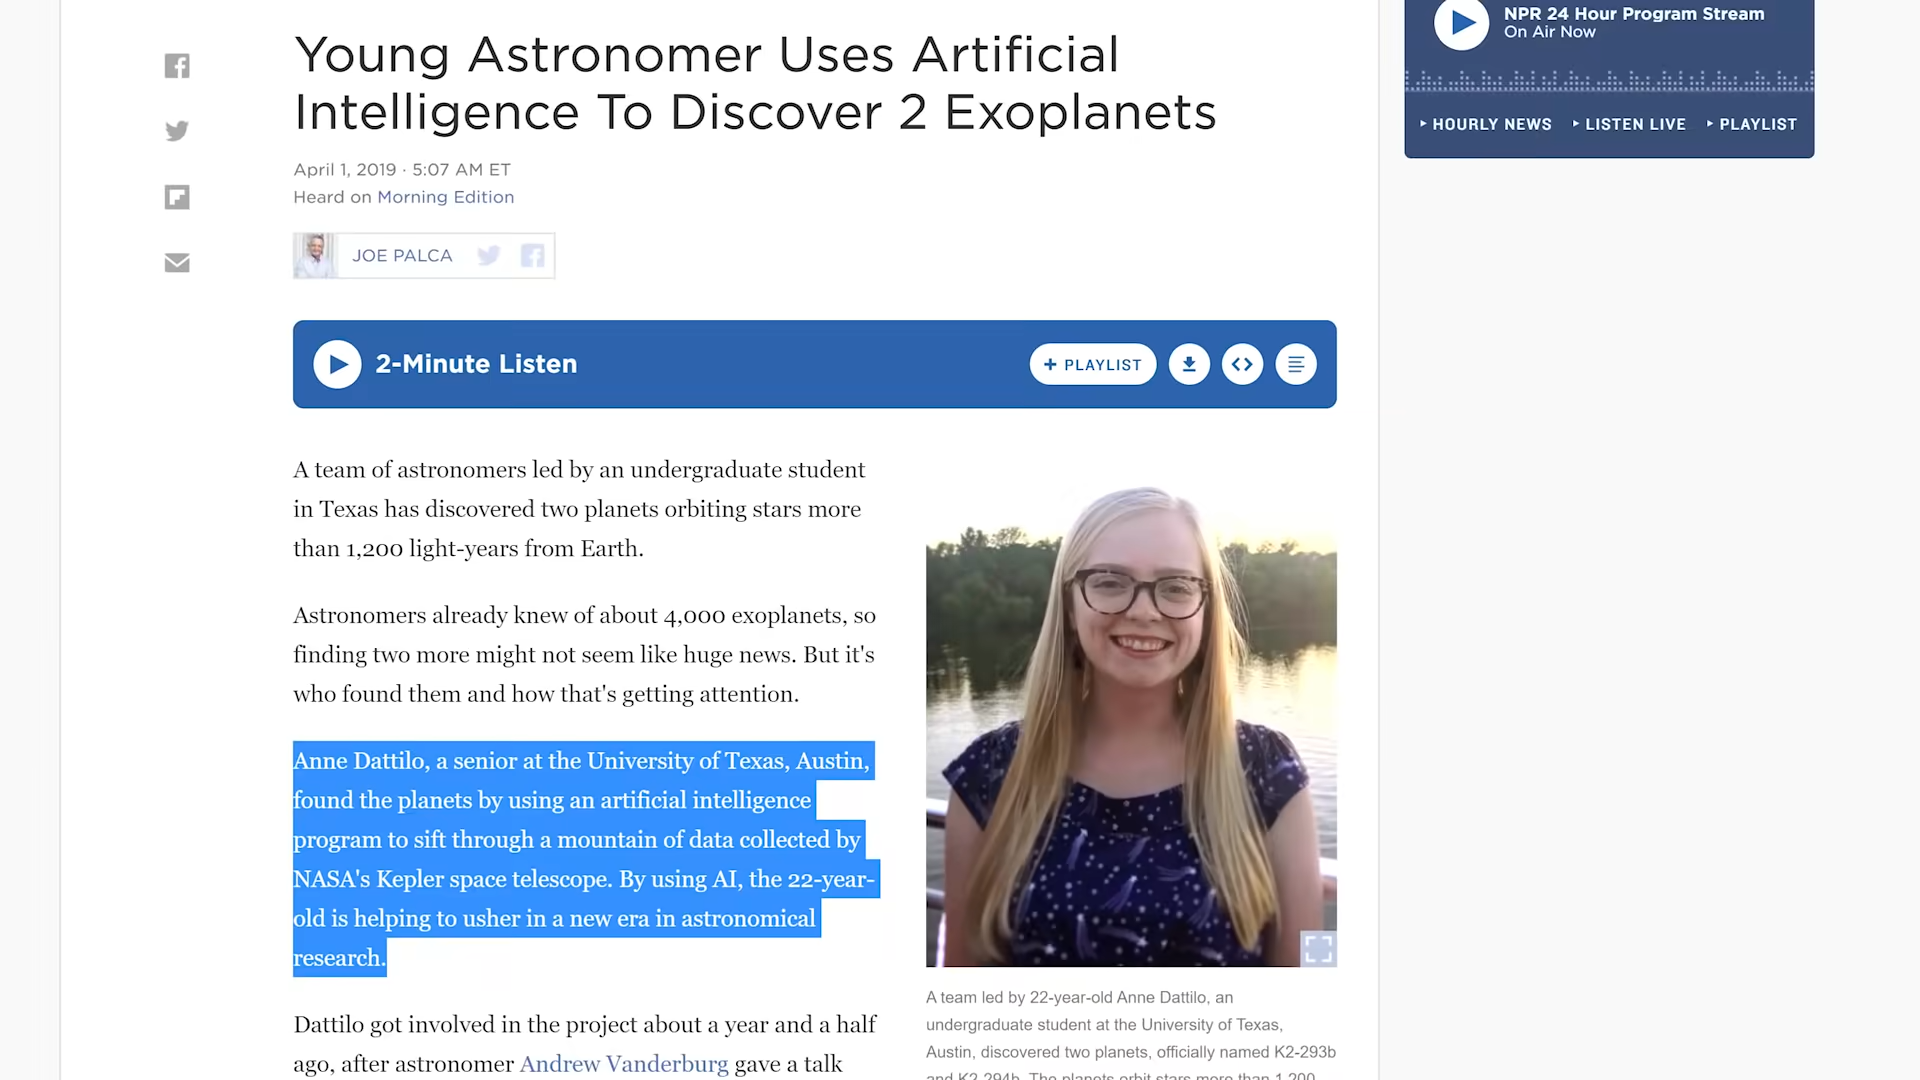 Young Astronomer Uses Artificial
Intelligence To Discover 2 Exoplanets
April 1, 2019 · 5:07 AM ET
Heard on Morning Edition
JOE PALCA
2-Minute Listen
+ PLAYLIST
A team of astronomers led by an undergraduate student
in Texas has discovered two planets orbiting stars more
than 1,200 light-years from Earth.
Astronomers already knew of about 4,000 exoplanets, so
finding two more might not seem like huge news. But it's
who found them and how that's getting attention.
Anne Dattilo, a senior at the University of Texas, Austin,
found the planets by using an artificial intelligence
program to sift through a mountain of data collected by
NASA's Kepler space telescope. By using AI, the 22-year-
old is helping to usher in a new era in astronomical
research.
Dattilo got involved in the project about a year and a half
ago, after astronomer Andrew Vanderburg gave a talk
A team led by 22-year-old Anne Dattilo, an
undergraduate student at the University of Texas,
Austin, discovered two planets, officially named K2-293b
and K2-294b. The planets orbit stars more than 1,200
NPR 24 Hour Program Stream
On Air Now
HOURLY NEWS
LISTEN LIVE
PLAYLIST